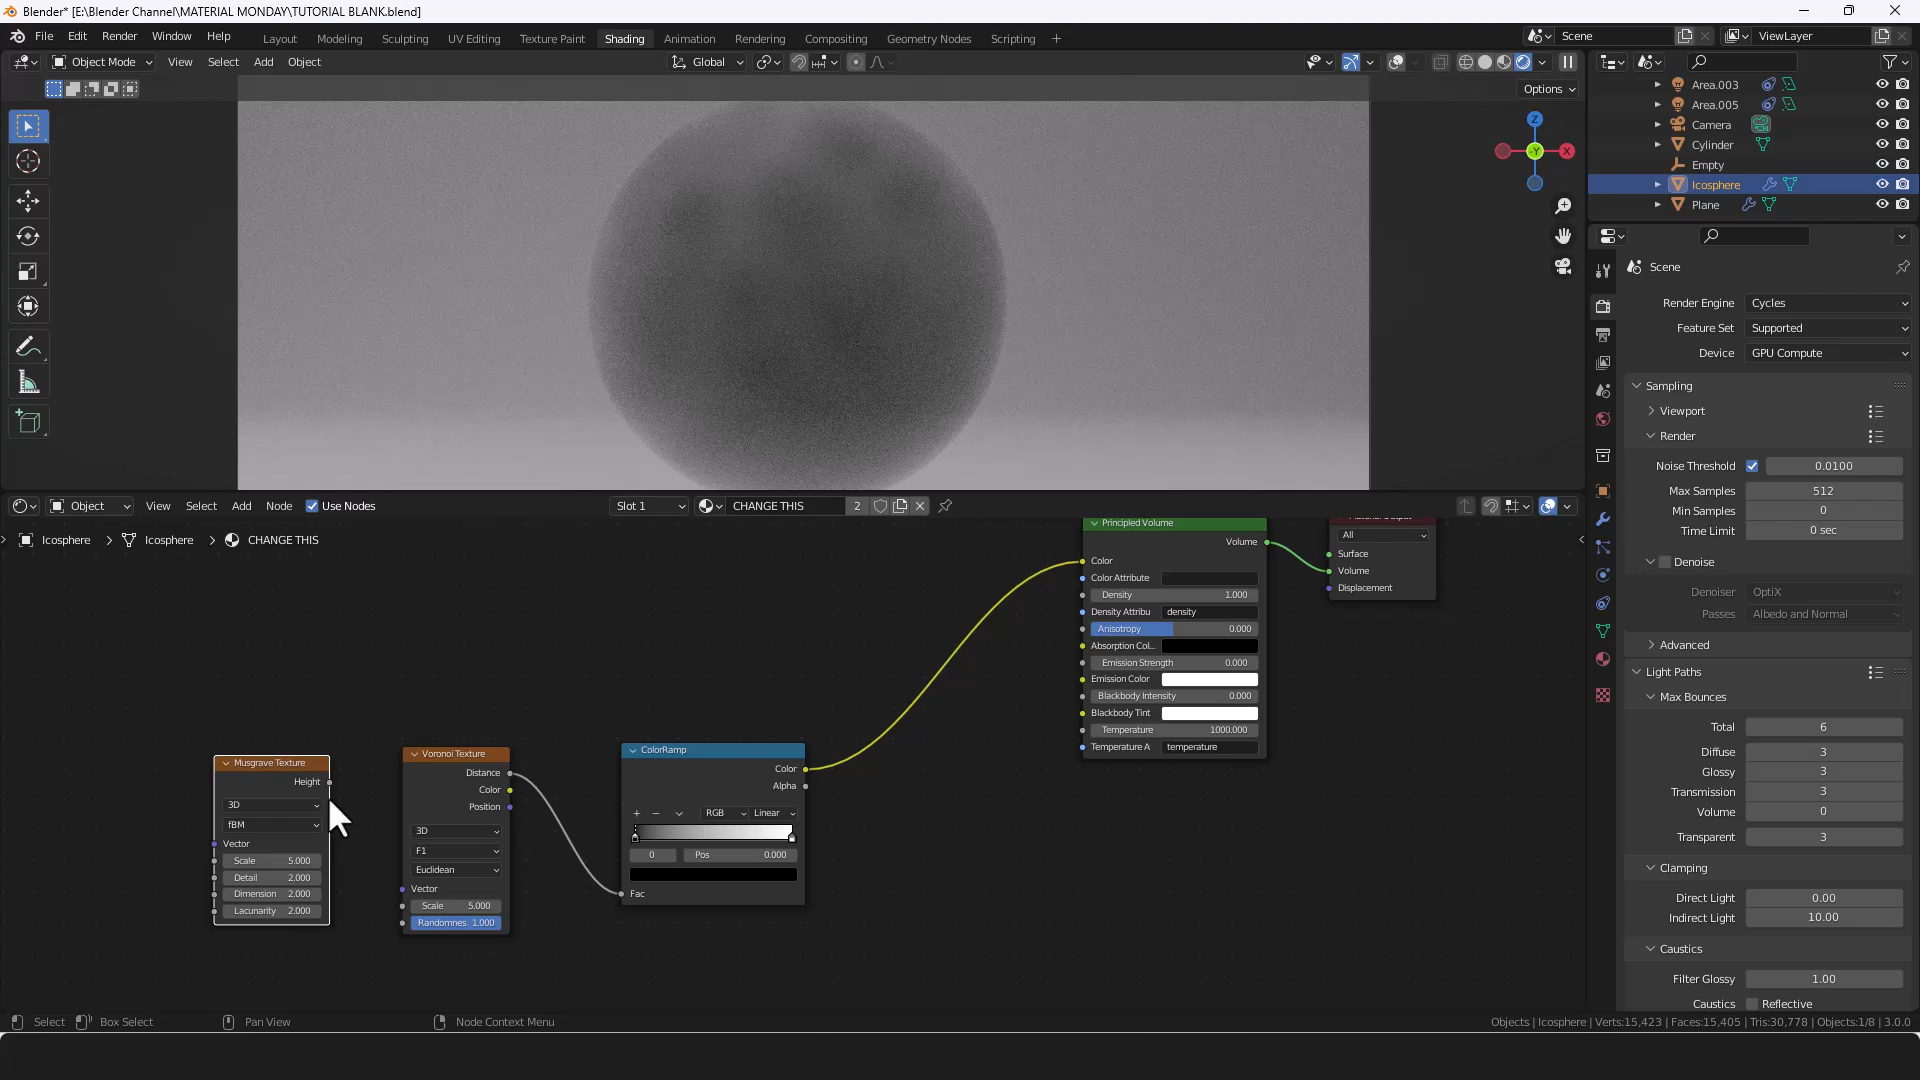 Blender* [E:\Blender Channel\MATERIAL MONDAY\TUTORIAL BLANK.blend]
File Edit Render Window Help Layout Modeling Sculpting UV Editing Texture Paint Shading Animation Rendering Compositing Geometry Nodes Scripting + Scene ViewLayer
Object Mode View Select Add Object Global
Options
Z
-Y
X
Area.003
Area.005
Camera
Cylinder
Empty
Icosphere
Plane
Scene
Render Engine Cycles
Feature Set Supported
Device GPU Compute
Sampling
Viewport
Render
Noise Threshold 0.0100
Max Samples 512
Min Samples 0
Time Limit 0 sec
Denoise
Denoiser OptiX
Passes Albedo and Normal
Advanced
Light Paths
Max Bounces
Total 6
Diffuse 3
Glossy 3
Transmission 3
Volume 0
Transparent 3
Clamping
Direct Light 0.00
Indirect Light 10.00
Caustics
Filter Glossy 1.00
Caustics Reflective
Object View Select Add Node Use Nodes Slot 1 CHANGE THIS 2
Icosphere > Icosphere > CHANGE THIS
Musgrave Texture
Height
3D
fBM
Vector
Scale 5.000
Detail 2.000
Dimension 2.000
Lacunarity 2.000
Voronoi Texture
Distance
Color
Position
3D
F1
Euclidean
Vector
Scale 5.000
Randomnes 1.000
ColorRamp
Color
Alpha
+ − RGB Linear
0 Pos 0.000
Fac
Principled Volume
Volume
Color
Color Attribute
Density 1.000
Density Attribu density
Anisotropy 0.000
Absorption Col...
Emission Strength 0.000
Emission Color
Blackbody Intensity 0.000
Blackbody Tint
Temperature 1000.000
Temperature A temperature
All
Surface
Volume
Displacement
Select Box Select Pan View Node Context Menu Objects | Icosphere | Verts:15,423 | Faces:15,405 | Tris:30,778 | Objects:1/8 | 3.0.0